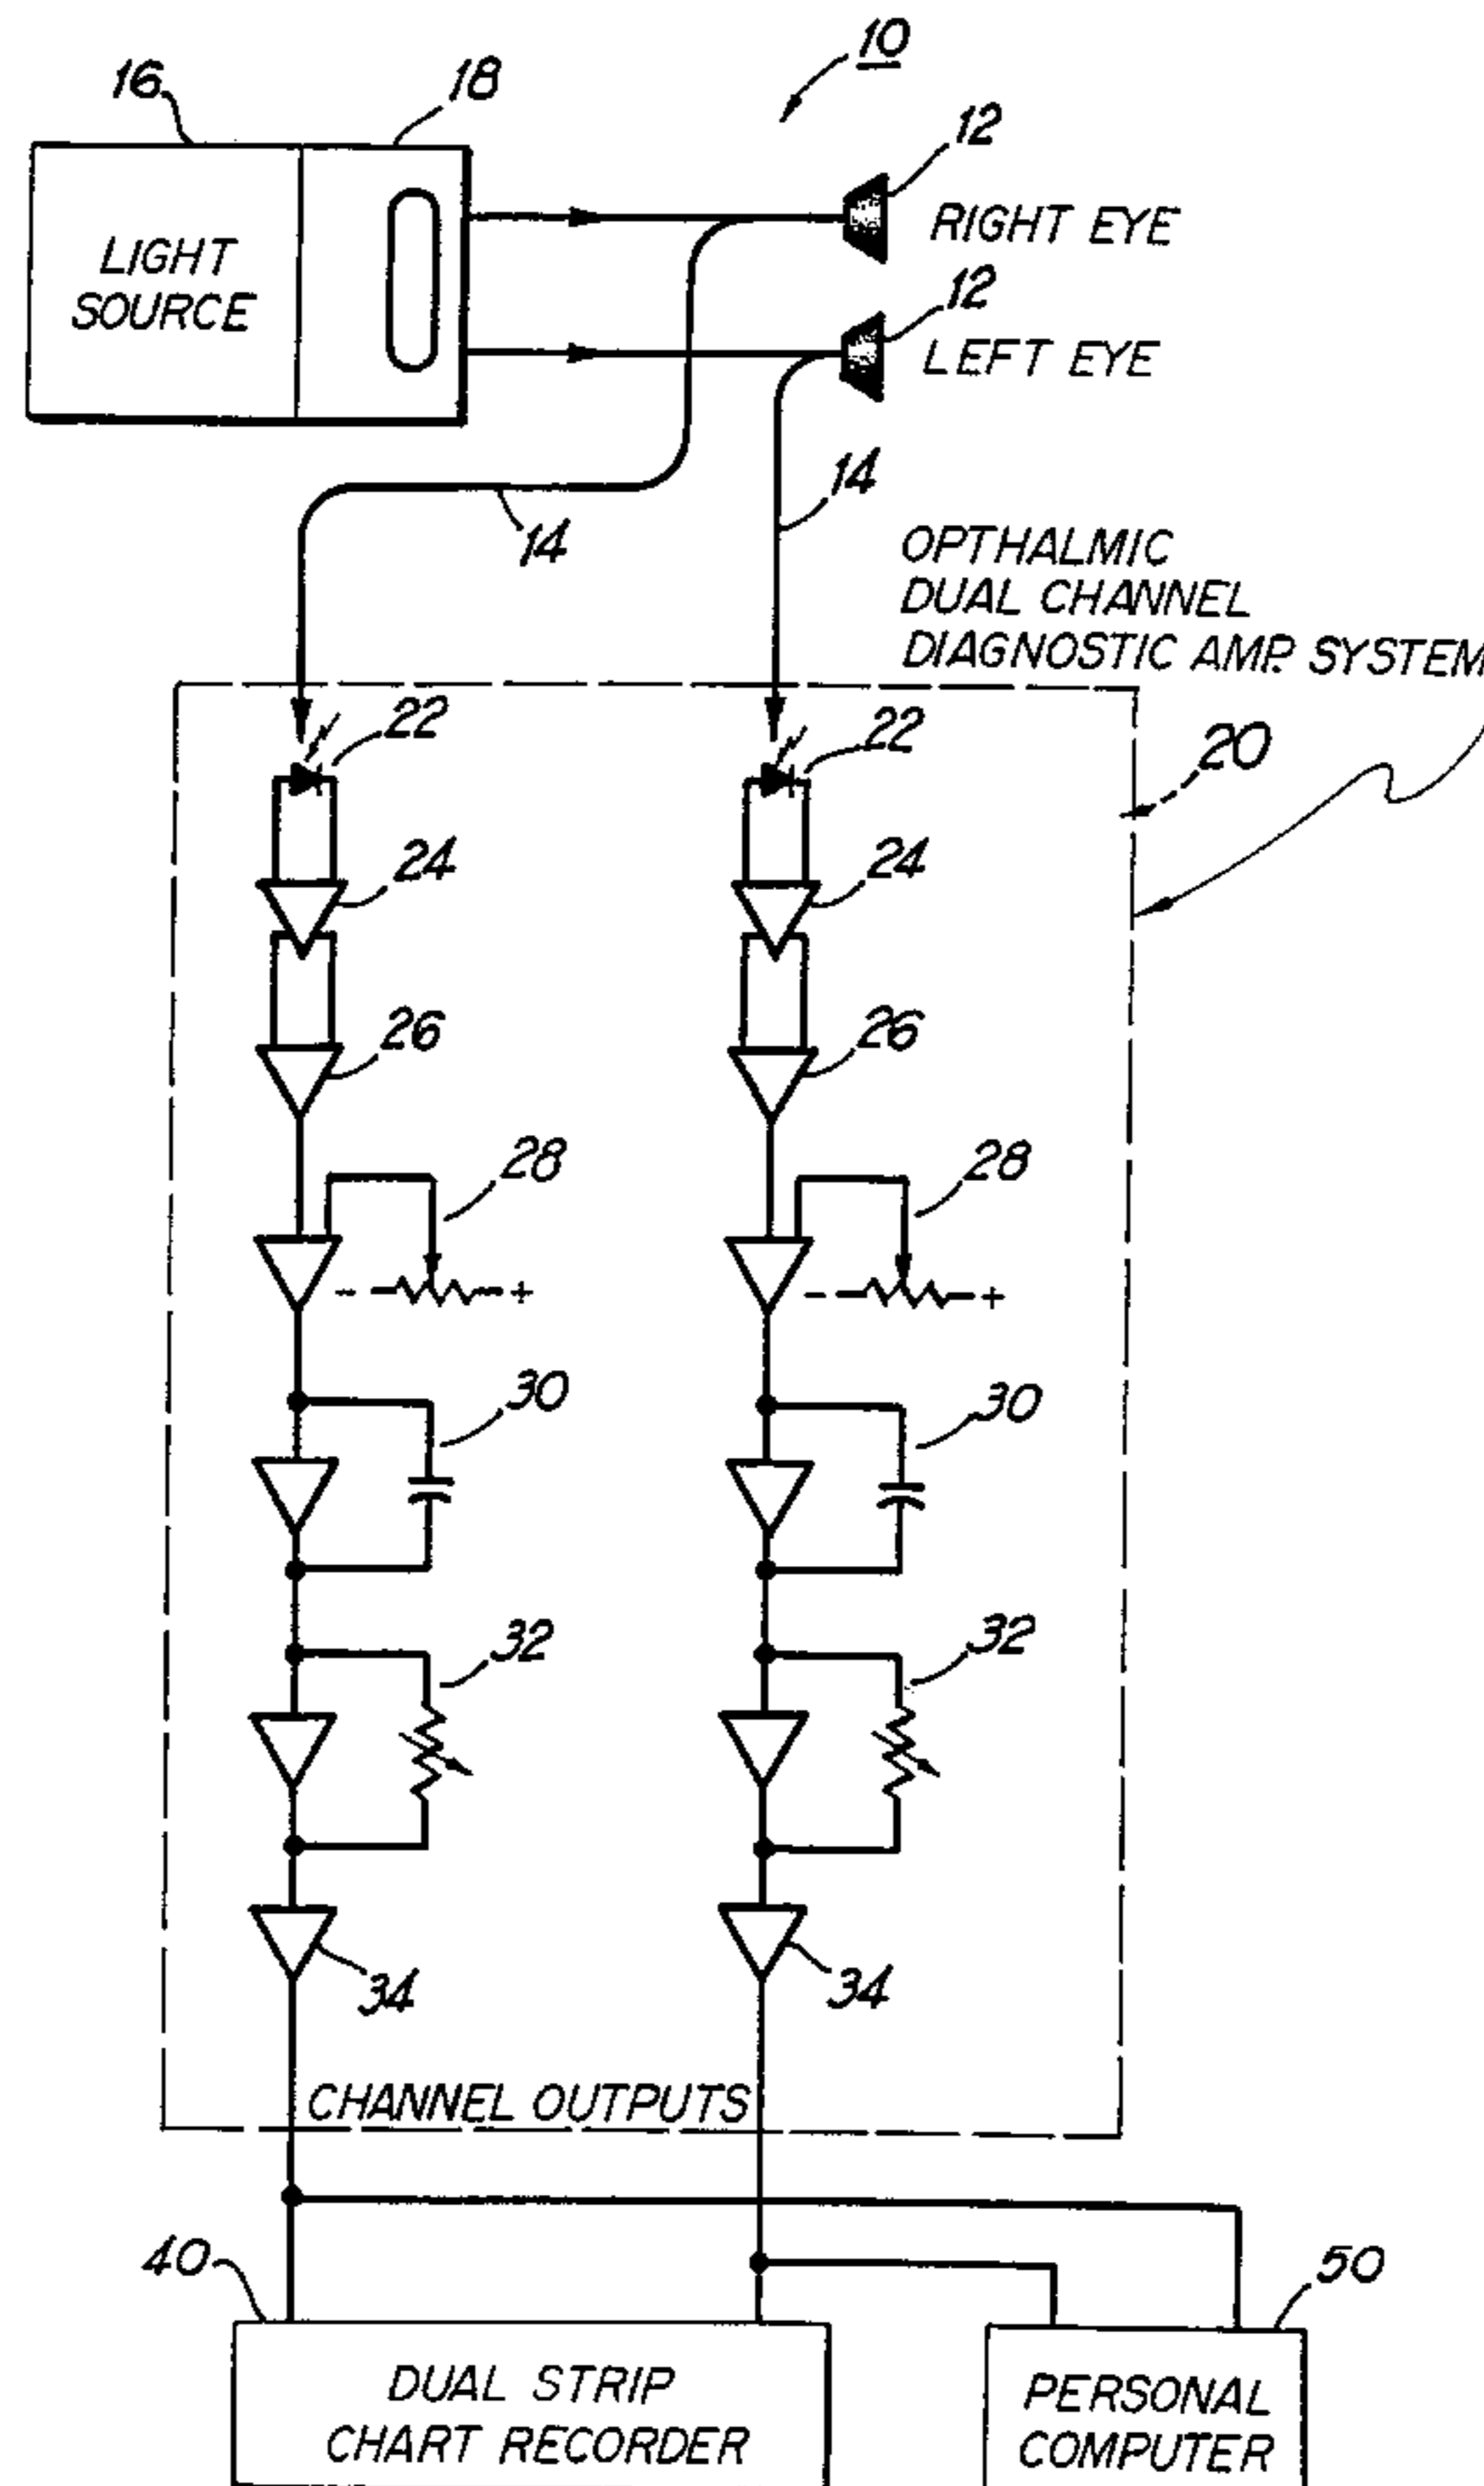 10
16
18
12
LIGHT
SOURCE
RIGHT EYE
12
LEFT EYE
14
14
OPTHALMIC
DUAL CHANNEL
DIAGNOSTIC AMP. SYSTEM
22
22
20
24
24
26
26
28
28
-
+
-
+
30
30
32
32
34
34
CHANNEL OUTPUTS
40
50
DUAL STRIP
CHART RECORDER
PERSONAL
COMPUTER